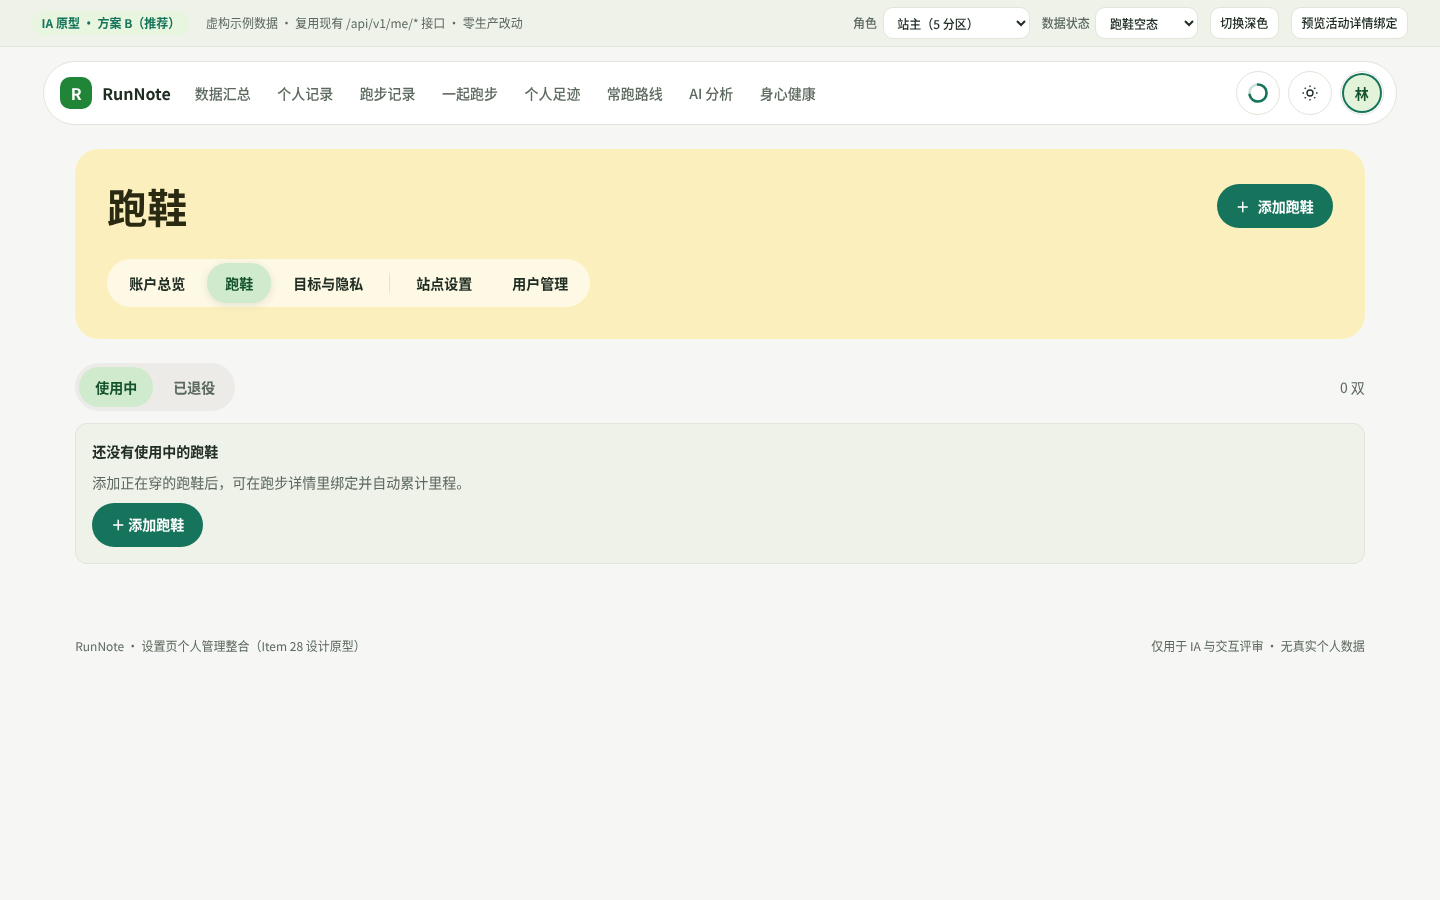 IA 原型 · 方案 B（推荐） 虚构示例数据 · 复用现有 /api/v1/me/* 接口 · 零生产改动 角色 站主（5 分区） 数据状态 跑鞋空态 切换深色 预览活动详情绑定
R RunNote 数据汇总 个人记录 跑步记录 一起跑步 个人足迹 常跑路线 AI 分析 身心健康 林
跑鞋
+ 添加跑鞋
账户总览 跑鞋 目标与隐私 站点设置 用户管理
使用中 已退役 0 双
还没有使用中的跑鞋
添加正在穿的跑鞋后，可在跑步详情里绑定并自动累计里程。
+ 添加跑鞋
RunNote · 设置页个人管理整合（Item 28 设计原型） 仅用于 IA 与交互评审 · 无真实个人数据